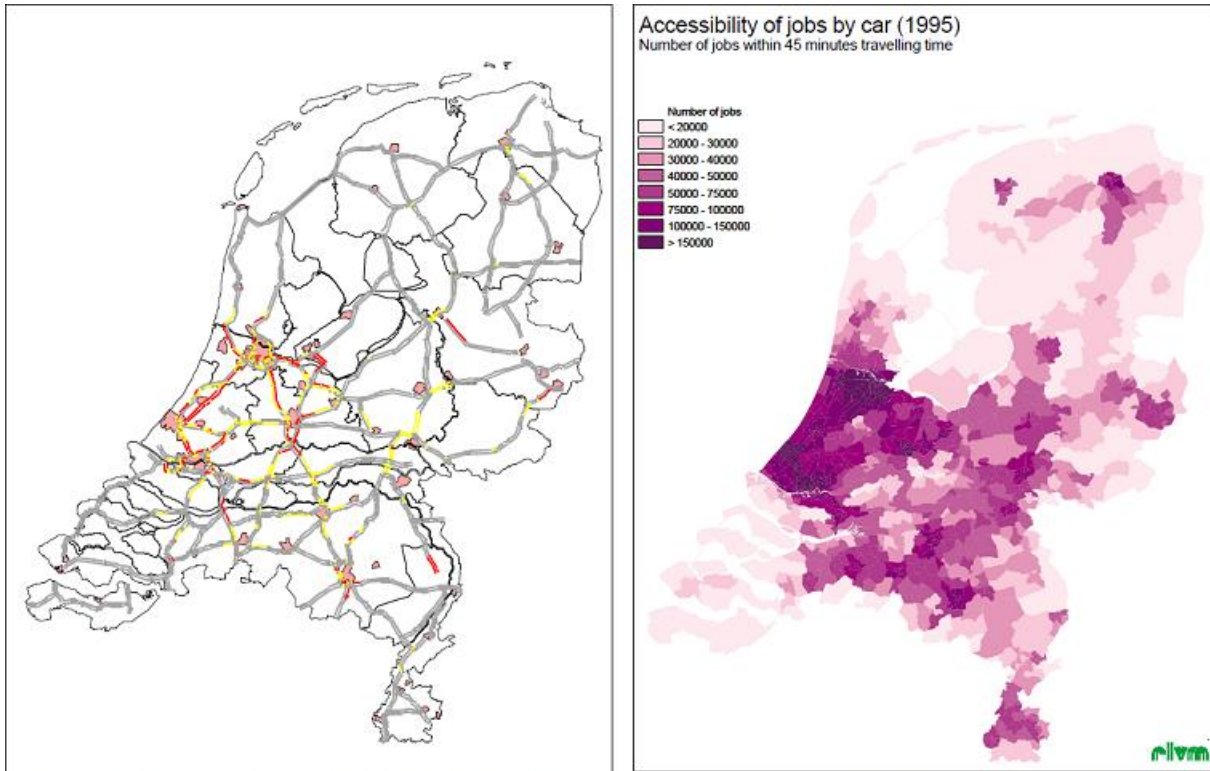 Accessibility of jobs by car (1995)
Number of jobs within 45 minutes travelling time
Number of jobs
< 20000
20000 - 30000
30000 - 40000
40000 - 50000
50000 - 75000
75000 - 100000
100000 - 150000
> 150000
rivm